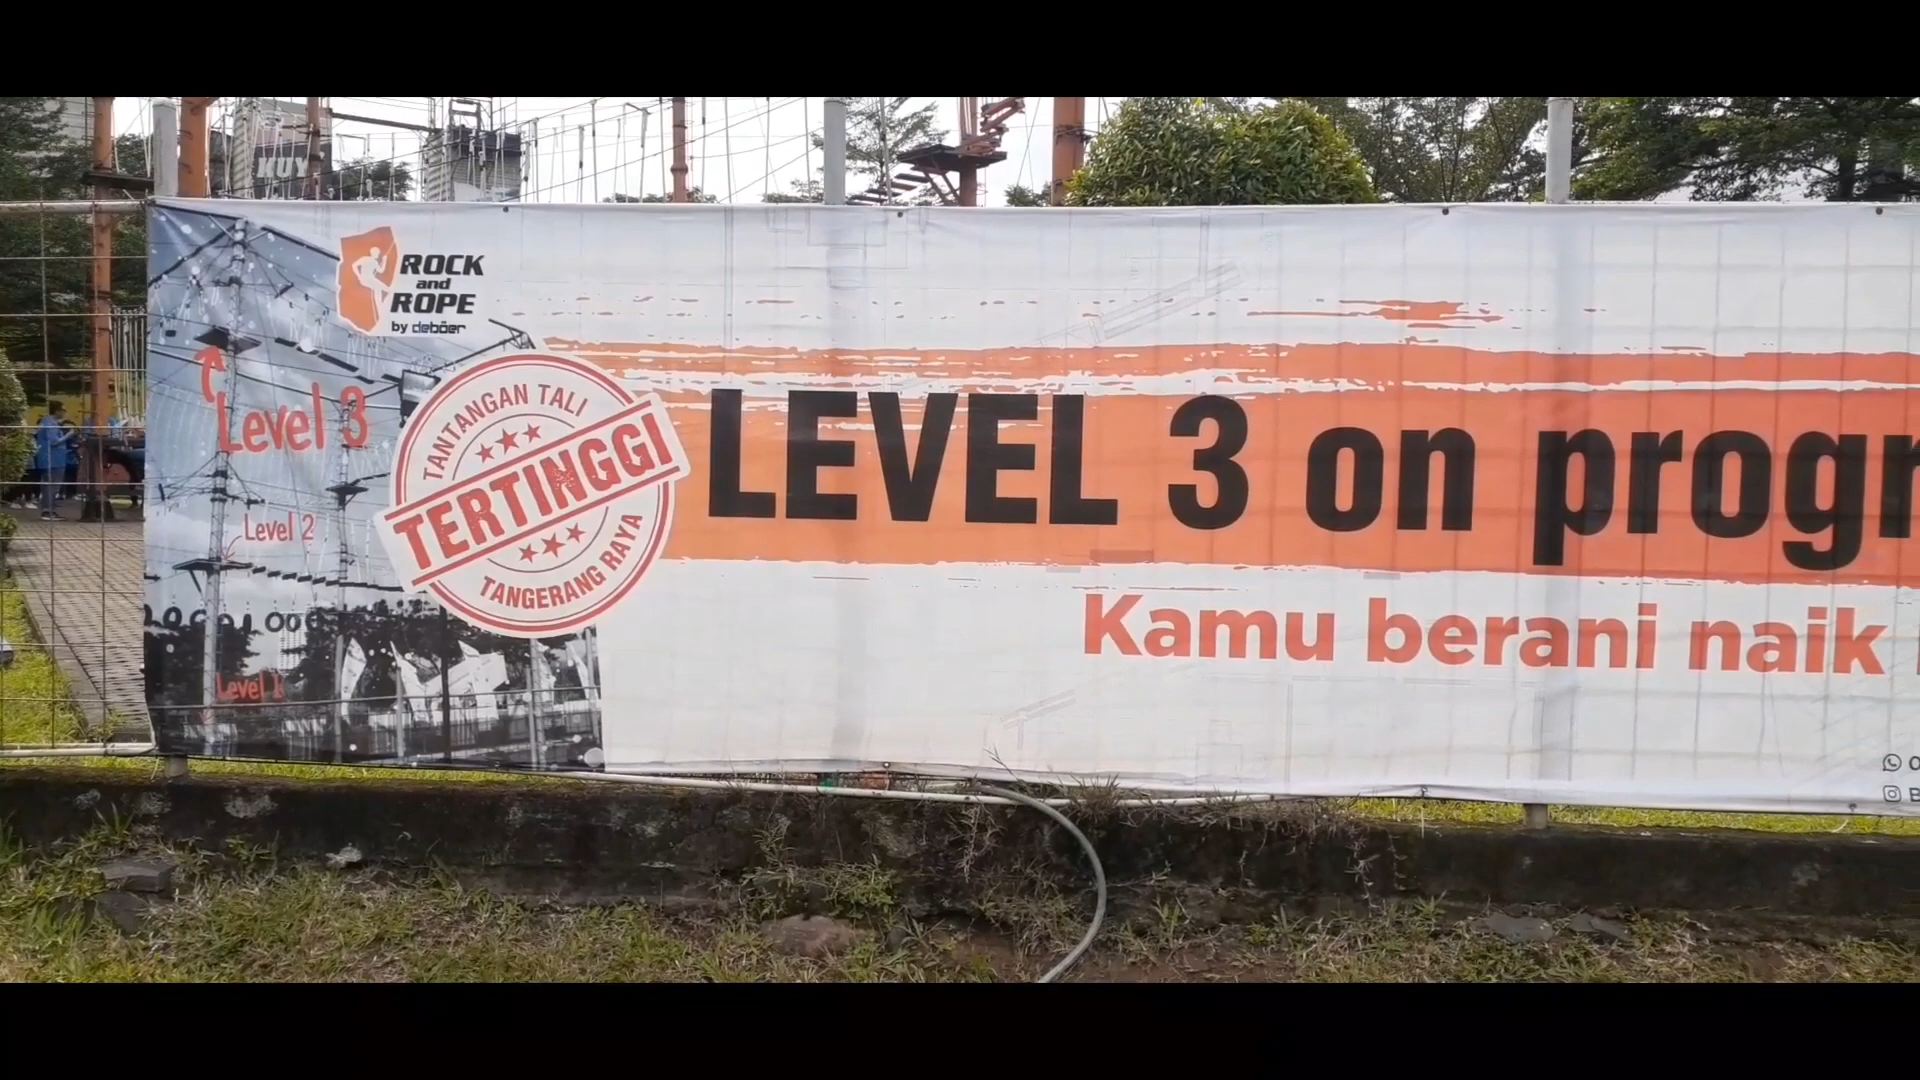 KUY
ROCK
and
ROPE
by deböer
Level 3
TANTANGAN TALI
TERTINGGI
TANGERANG RAYA
Level 2
Level 1
LEVEL 3 on progr
Kamu berani naik